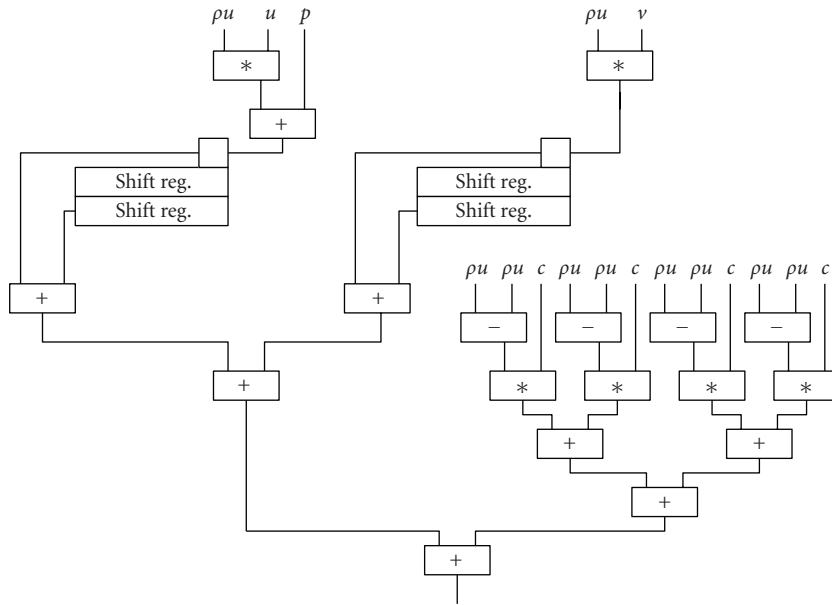 ρu u p ρu v
* *
+
Shift reg. Shift reg.
Shift reg. Shift reg.
ρu ρu c ρu ρu c ρu ρu c ρu ρu c
+ +
− − − −
+ * * * *
+ +
+
+